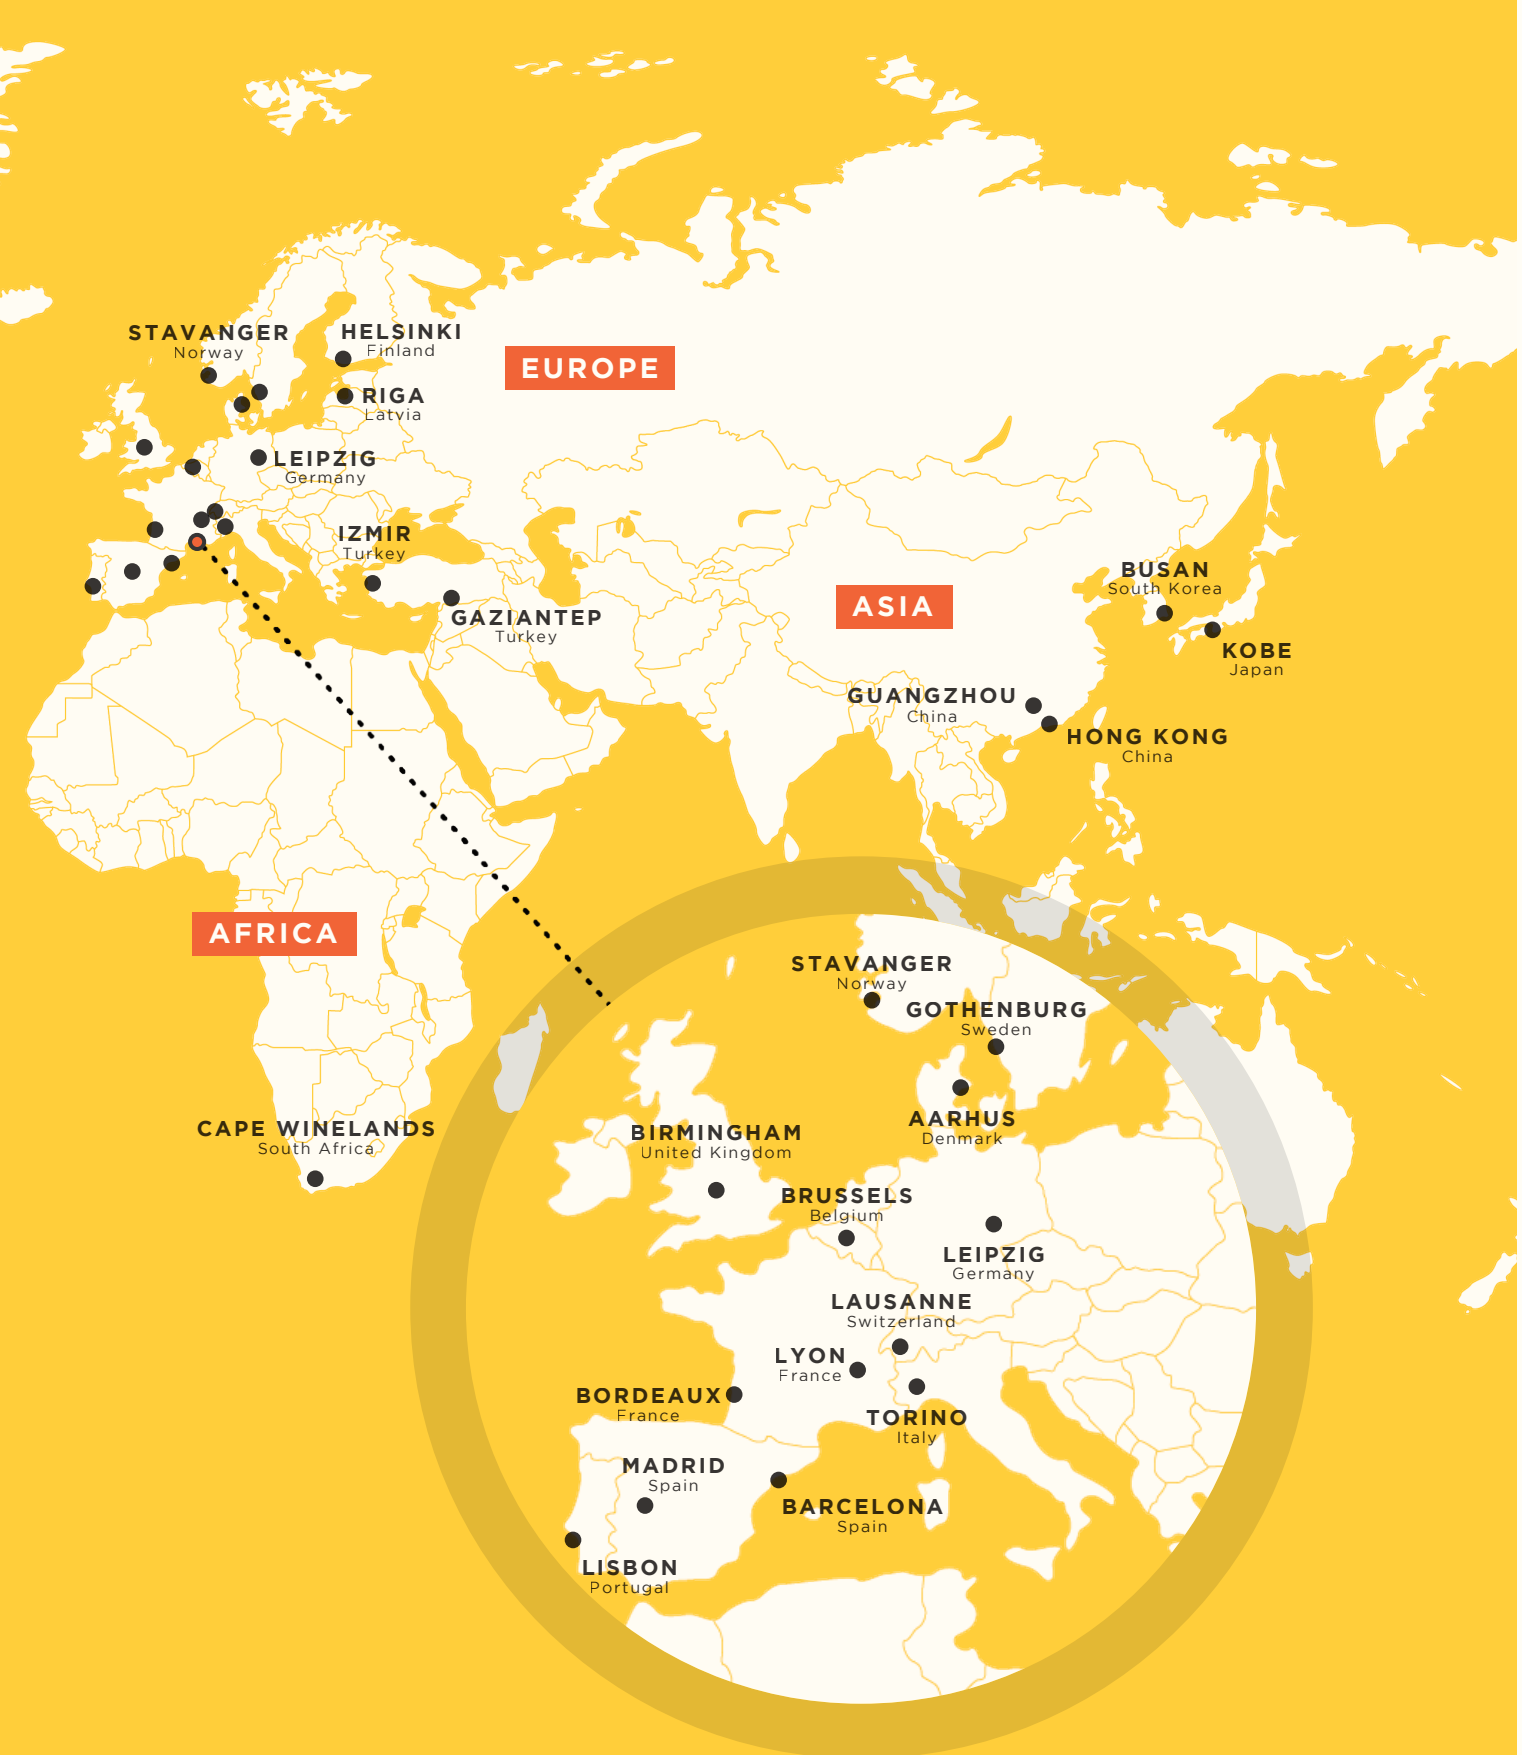 STAVANGER
Norway
HELSINKI
Finland
EUROPE
RIGA
Latvia
LEIPZIG
Germany
IZMIR
Turkey
GAZIANTEP
Turkey
ASIA
BUSAN
South Korea
KOBE
Japan
GUANGZHOU
China
HONG KONG
China
AFRICA
CAPE WINELANDS
South Africa
STAVANGER
Norway
GOTHENBURG
Sweden
AARHUS
Denmark
BIRMINGHAM
United Kingdom
BRUSSELS
Belgium
LEIPZIG
Germany
LAUSANNE
Switzerland
LYON
France
BORDEAUX
France
TORINO
Italy
MADRID
Spain
BARCELONA
Spain
LISBON
Portugal